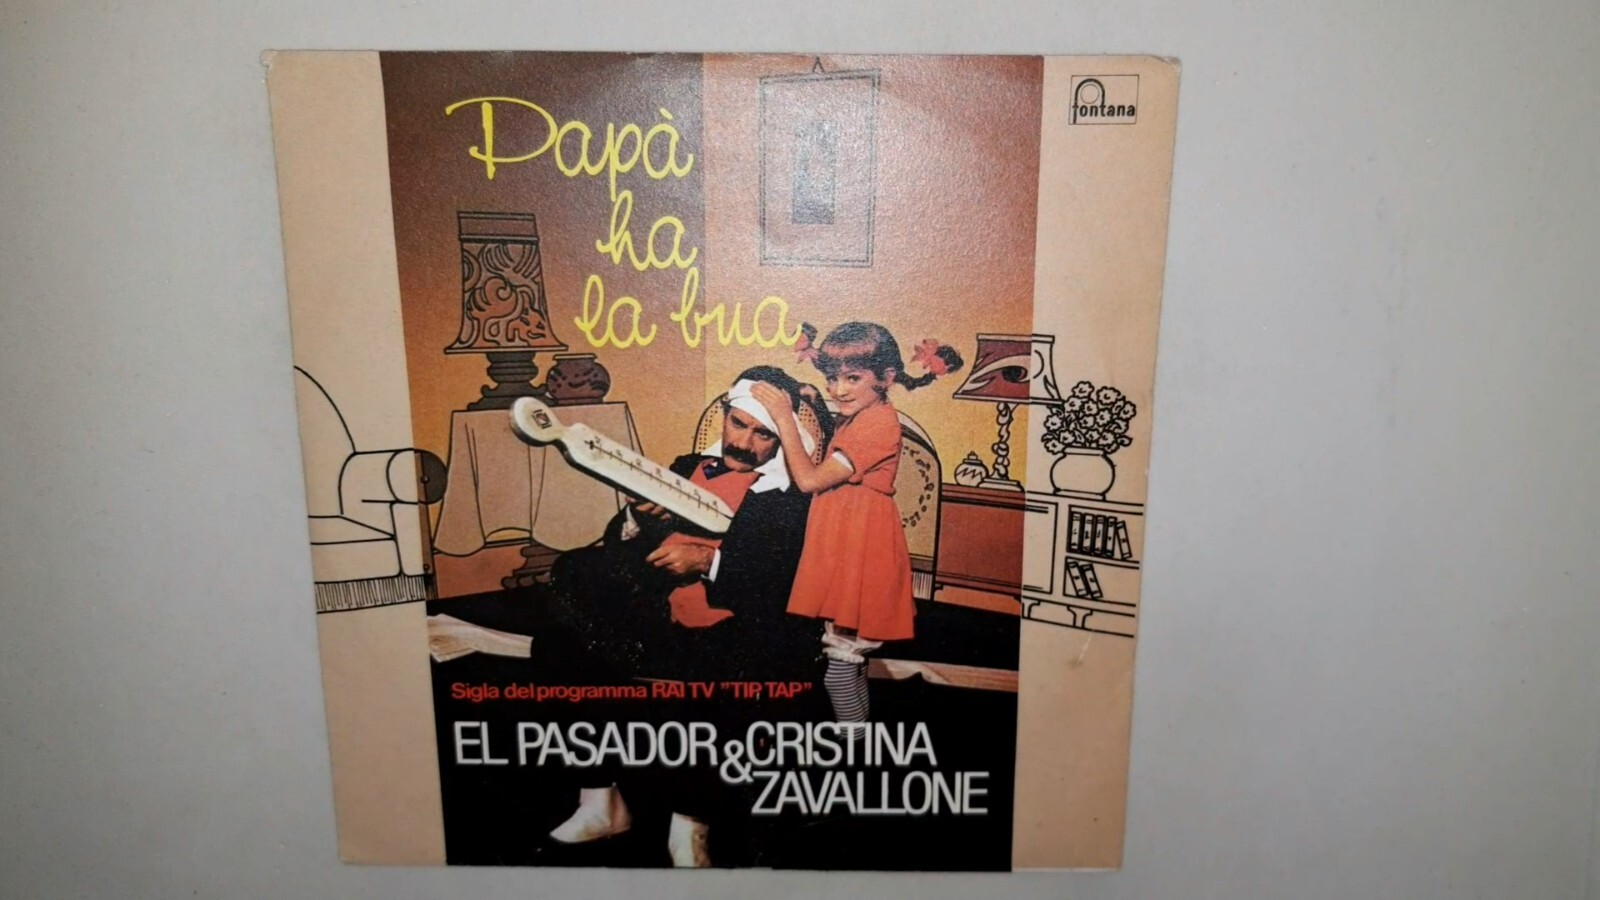 fontana
Papà
ha
la bua
Sigla del programma RAI TV "TIP, TAP"
EL PASADOR & CRISTINA
ZAVALLONE